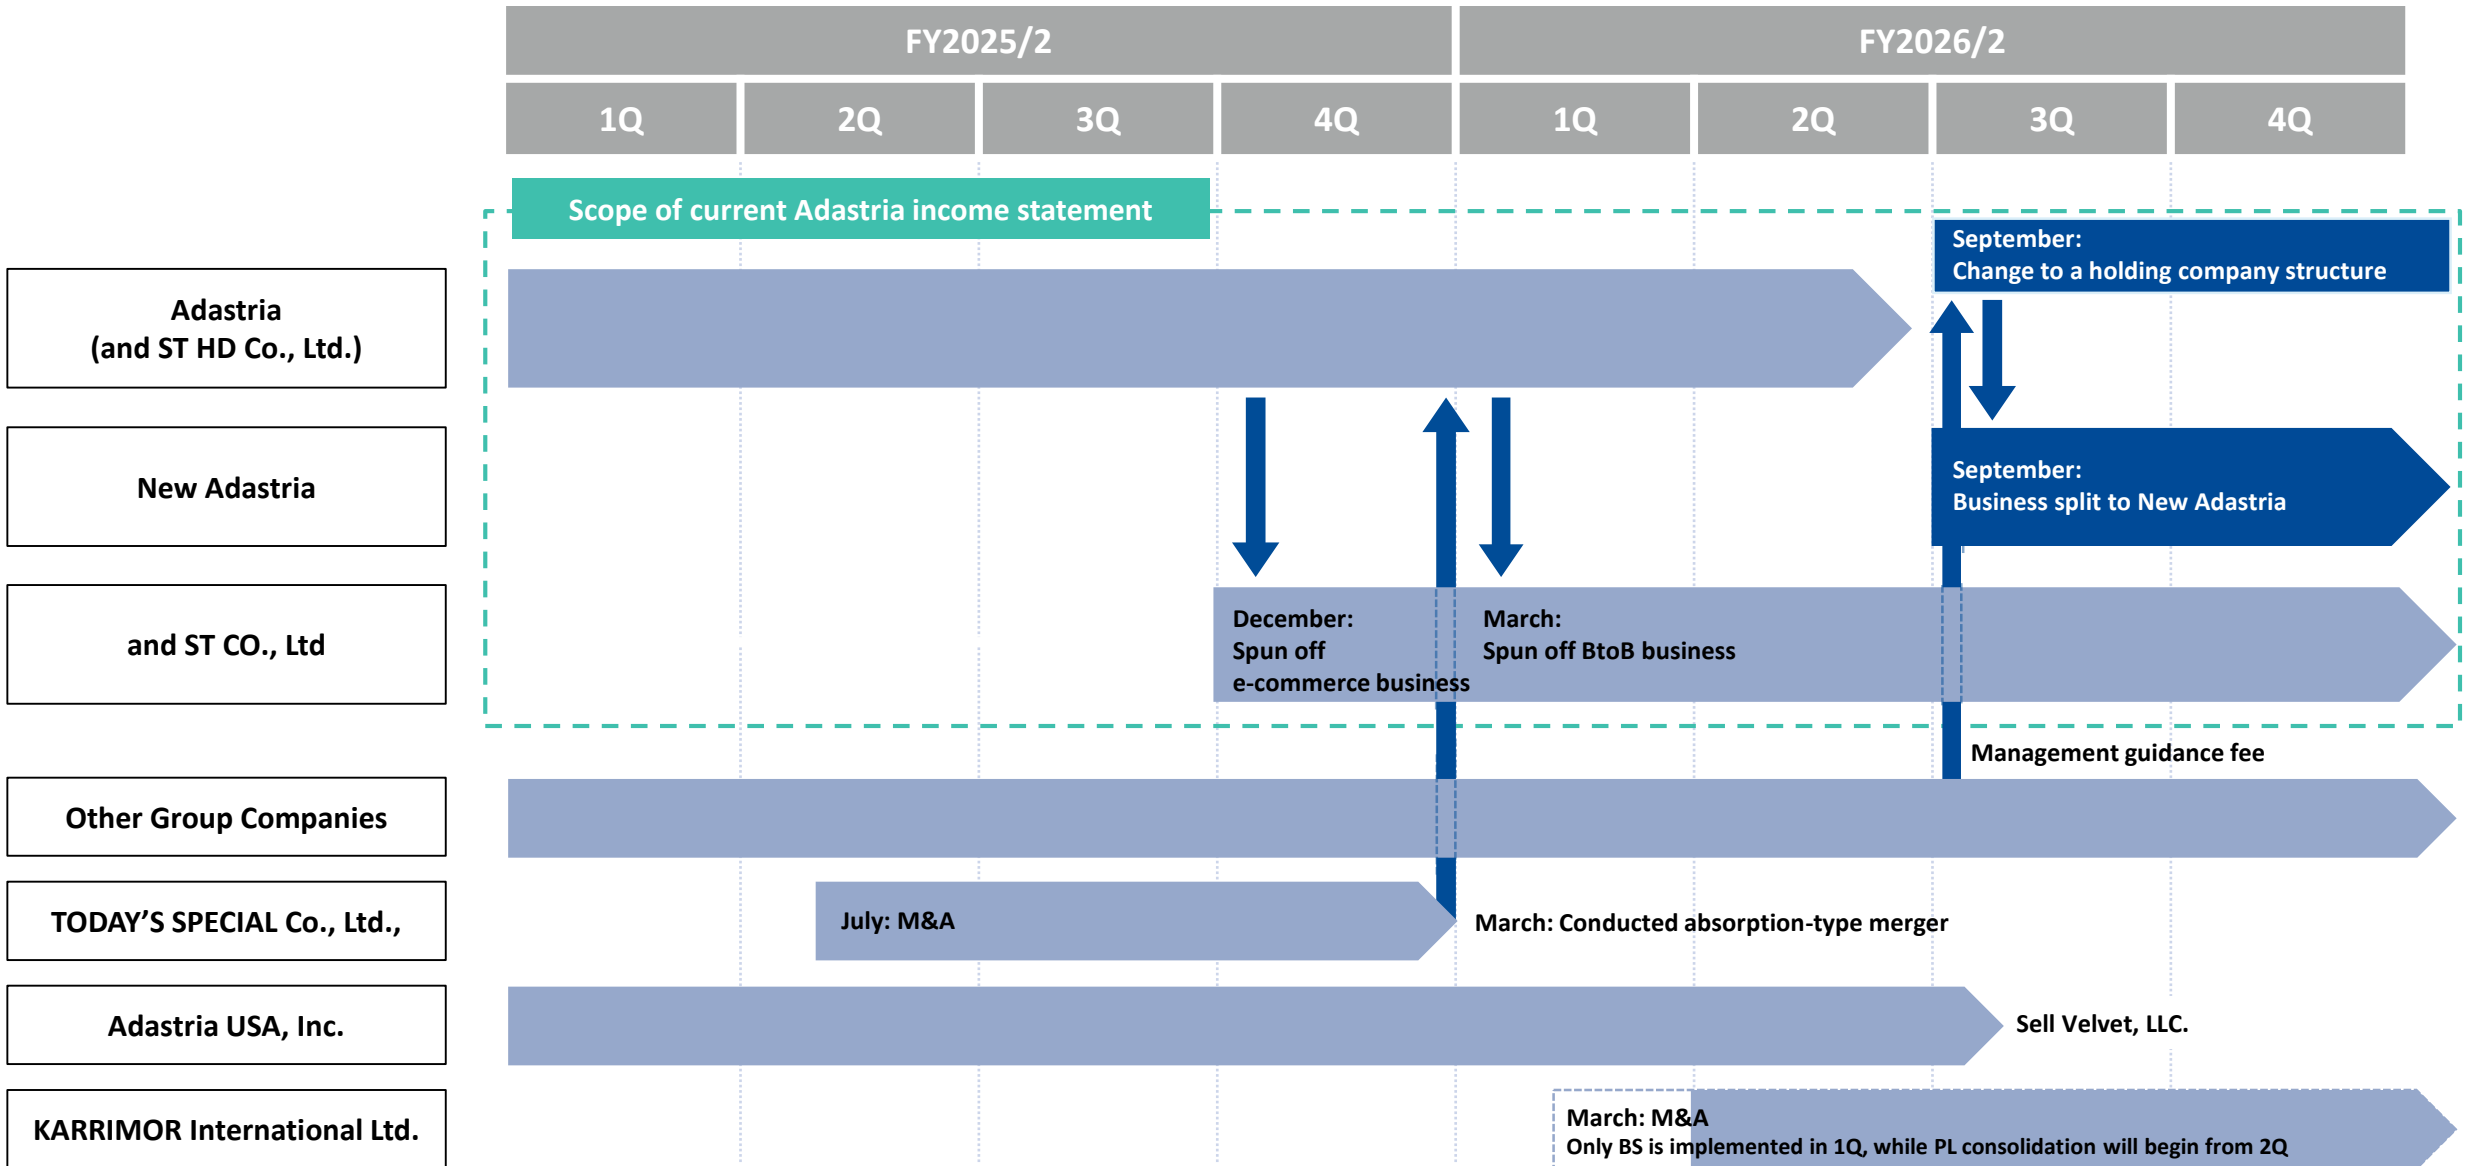 FY2025/2
FY2026/2
1Q
2Q
3Q
4Q
1Q
2Q
3Q
4Q
Scope of current Adastria income statement
September:
Change to a holding company structure
Adastria
(and ST HD Co., Ltd.)
New Adastria
September:
Business split to New Adastria
and ST CO., Ltd
December:
Spun off
e-commerce business
March:
Spun off BtoB business
Management guidance fee
Other Group Companies
TODAY’S SPECIAL Co., Ltd.,
July: M&A
March: Conducted absorption-type merger
Adastria USA, Inc.
Sell Velvet, LLC.
KARRIMOR International Ltd.
March: M&A
Only BS is implemented in 1Q, while PL consolidation will begin from 2Q